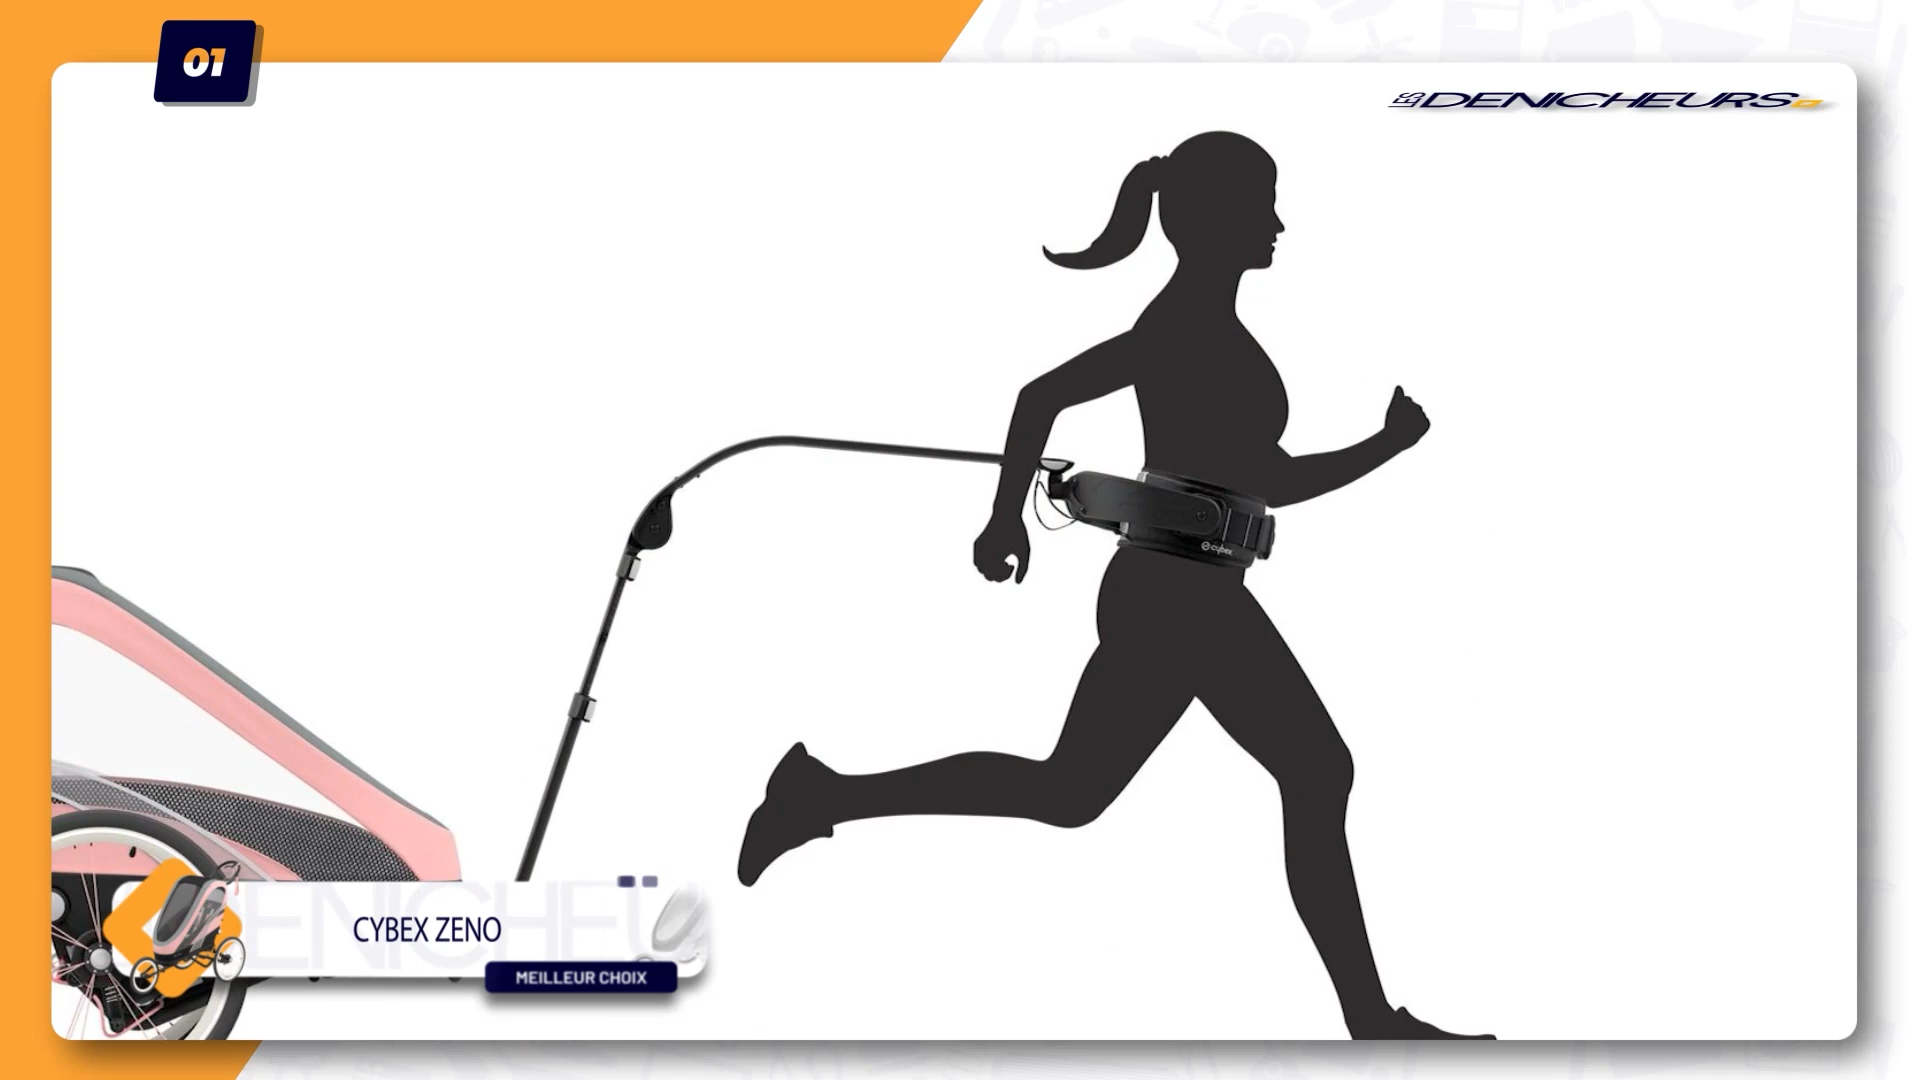 01
LES DENICHEURS
cybex
CYBEX ZENO
MEILLEUR CHOIX